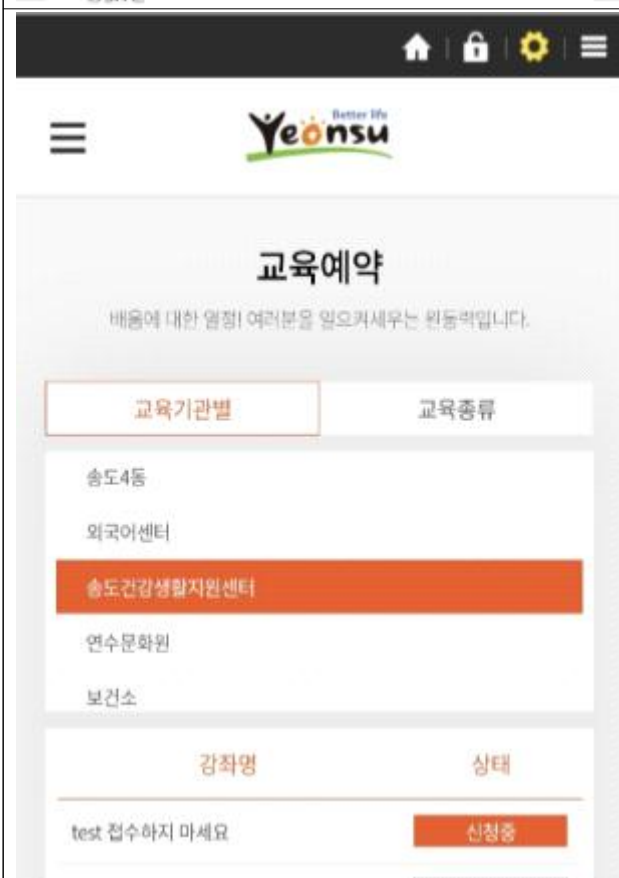 Better life
Yeonsu
교육예약
배움에 대한 열정! 여러분을 일으켜세우는 원동력입니다.
교육기관별 교육종류
송도4동
외국어센터
송도건강생활지원센터
연수문화원
보건소
강좌명 상태
test 접수하지 마세요 신청중